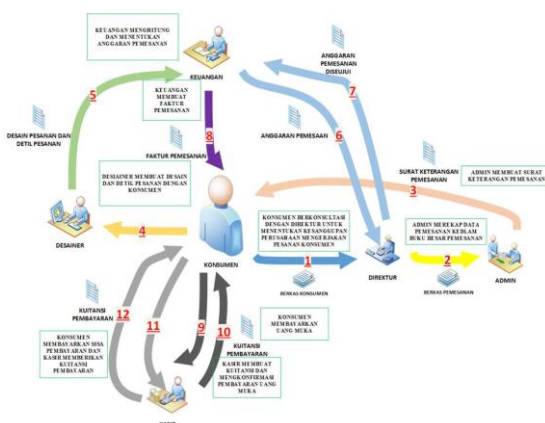 KEUANGAN MENGHITUNG
DAN MENENTUKAN
ANGGARAN PEMESANAN
KEUANGAN
ANGGARAN
PEMESANAN
DISEUJUI
7
5
KEUANGAN
MEMBUAT
FAKTUR
PEMESANAN
8
ANGGARAN PEMESAAN
6
DESAIN PESANAN DAN
DETIL PESANAN
FAKTUR PEMESANAN
SURAT KETERANGAN
PEMESANAN
ADMIN MEMBUAT SURAT
KETERANGAN PEMESANAN
3
DESIAINER MEMBUAT DESAIN
DAN DETIL PESANAN DENGAN
KONSUMEN
DESAINER
4
KONSUMEN
KONSUMEN BERKONSULTASI
DENGAN DIREKTUR UNTUK
MENENTUKAN KESANGGUPAN
PERUSAHAAN MENGERJAKAN
PESANAN KONSUMEN
1
BERKAS KONSUMEN
DIREKTUR
ADMIN MEREKAP DATA
PEMESANAN KEDLAM
BUKU BESAR PEMESANAN
2
BERKAS PEMESANAN
ADMIN
12
KUITANSI
PEMBAYARAN
11
9
10
KONSUMEN
MEMBAYARKAN
UANG MUKA
KUITANSI
PEMBAYARAN
KONSUMEN
MEMBAYARKAN SISA
PEMBAYARAN DAN
KASIR MEMBERIKAN
KUITANSI
PEMBAYARAN
KASIR MEMBUAT
KUITANSI DAN
MENGKONFIRMASI
PEMBAYARAN UANG
MUKA